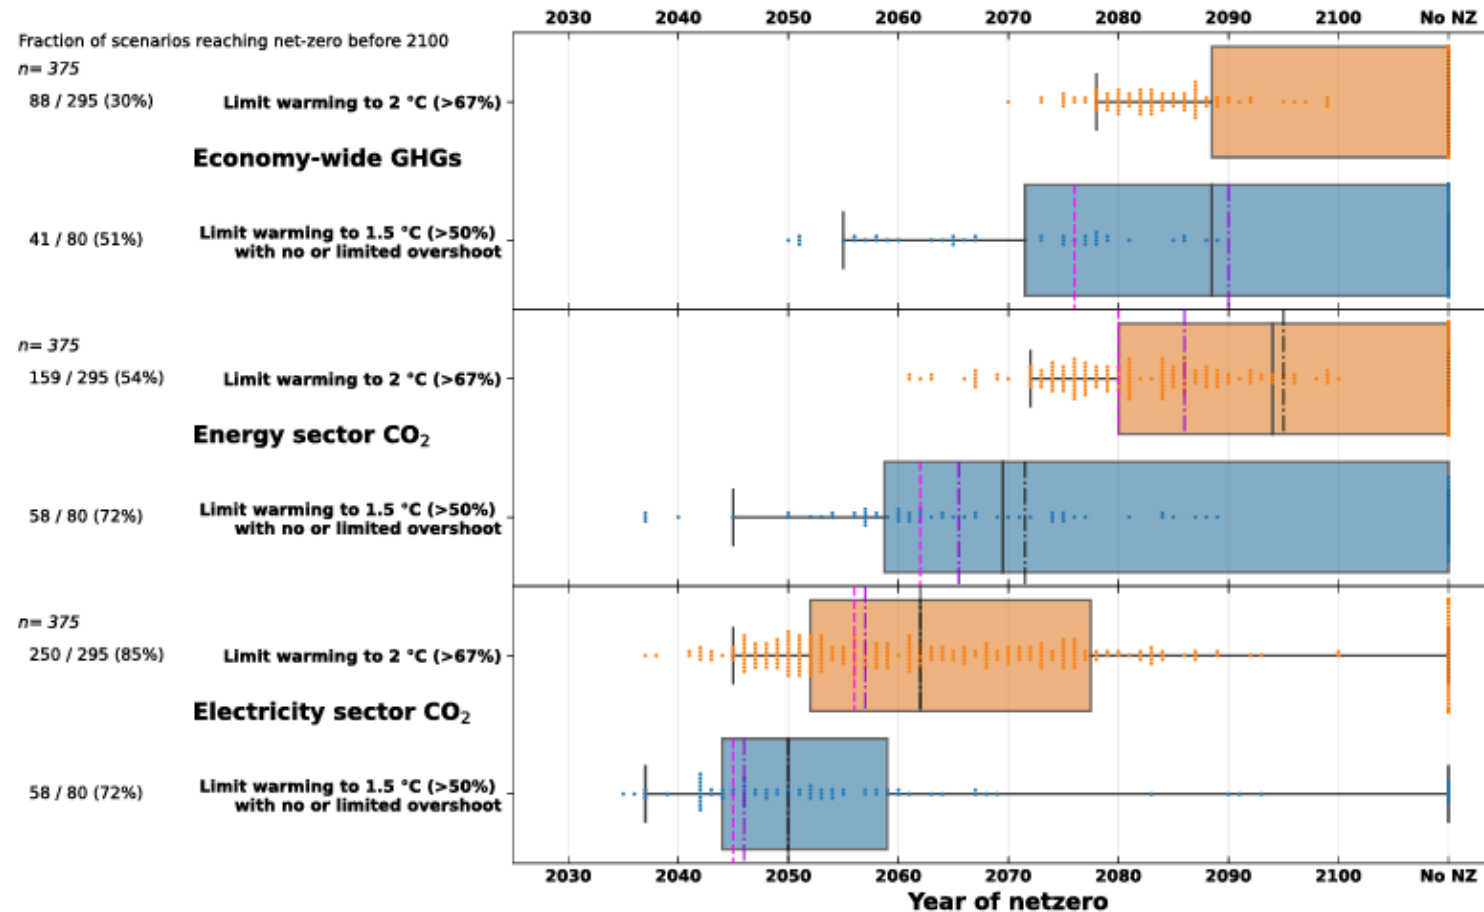 2030 2040 2050 2060 2070 2080 2090 2100 No NZ
Fraction of scenarios reaching net-zero before 2100
n= 375
88 / 295 (30%) Limit warming to 2 °C (>67%)
Economy-wide GHGs
41 / 80 (51%) Limit warming to 1.5 °C (>50%)
with no or limited overshoot
n= 375
159 / 295 (54%) Limit warming to 2 °C (>67%)
Energy sector CO₂
58 / 80 (72%) Limit warming to 1.5 °C (>50%)
with no or limited overshoot
n= 375
250 / 295 (85%) Limit warming to 2 °C (>67%)
Electricity sector CO₂
58 / 80 (72%) Limit warming to 1.5 °C (>50%)
with no or limited overshoot
2030 2040 2050 2060 2070 2080 2090 2100 No NZ
Year of netzero